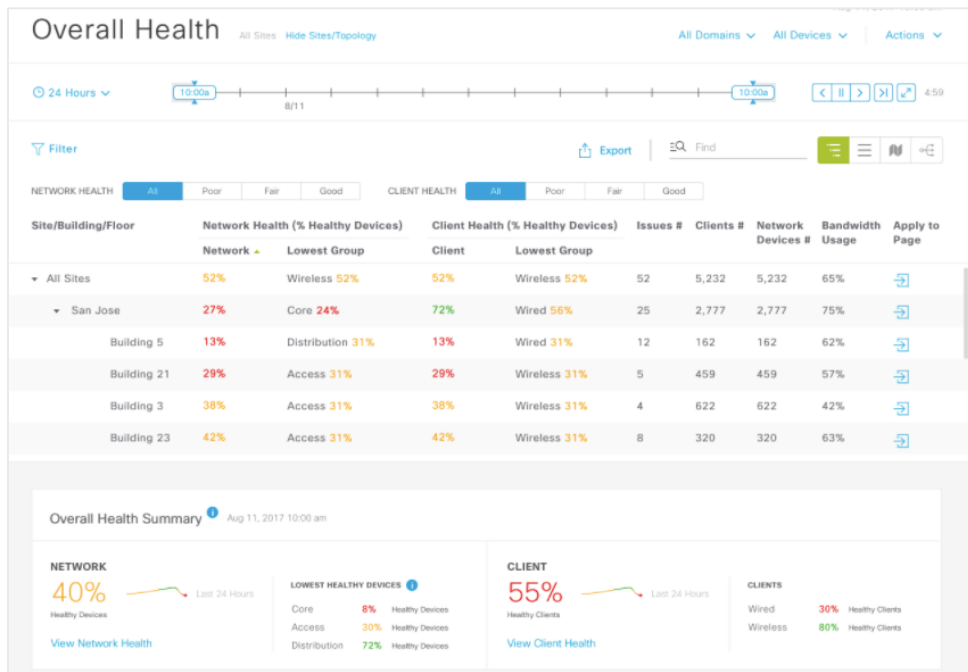 Overall Health All Sites Hide Sites/Topology All Domains All Devices Actions
24 Hours 10:00a 10:00a 4:59
8/11
Filter Export Find
NETWORK HEALTH All Poor Fair Good CLIENT HEALTH All Poor Fair Good
Site/Building/Floor Network Health (% Healthy Devices) Client Health (% Healthy Devices) Issues # Clients # Network Devices # Bandwidth Usage Apply to Page
Network Lowest Group Client Lowest Group
All Sites 52% Wireless 52% 52% Wireless 52% 52 5,232 5,232 65%
San Jose 27% Core 24% 72% Wired 56% 25 2,777 2,777 75%
Building 5 13% Distribution 31% 13% Wired 31% 12 162 162 62%
Building 21 29% Access 31% 29% Wireless 31% 5 459 459 57%
Building 3 38% Access 31% 38% Wireless 31% 4 622 622 42%
Building 23 42% Access 31% 42% Wireless 31% 8 320 320 63%
Overall Health Summary Aug 11, 2017 10:00 am
NETWORK
40% Last 24 Hours
Healthy Devices
View Network Health
LOWEST HEALTHY DEVICES
Core 8% Healthy Devices
Access 30% Healthy Devices
Distribution 72% Healthy Devices
CLIENT
55% Last 24 Hours
Healthy Clients
View Client Health
CLIENTS
Wired 30% Healthy Clients
Wireless 80% Healthy Clients